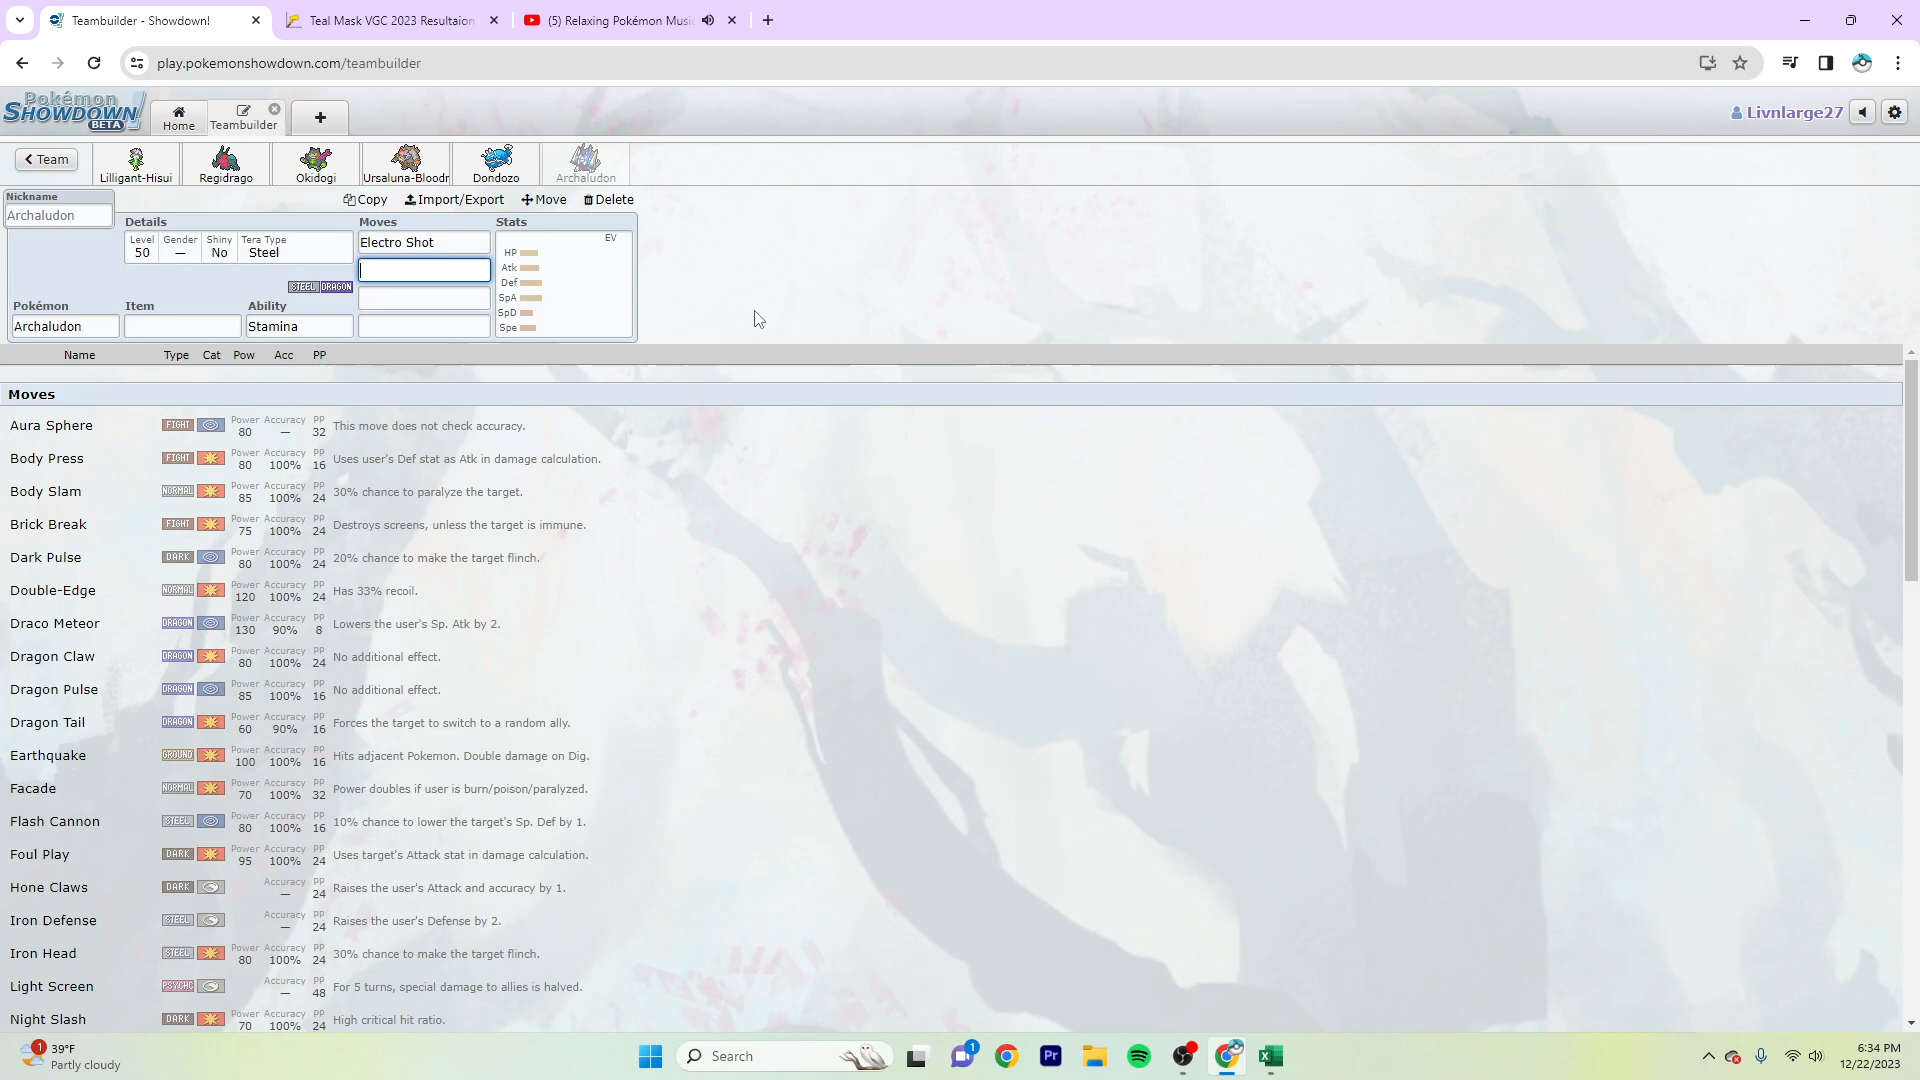 Teambuilder - Showdown!
Teal Mask VGC 2023 Resultaion
(5) Relaxing Pokémon Musi
play.pokemonshowdown.com/teambuilder
Pokémon
SHOWDOWN!
BETA
Home
Teambuilder
Livnlarge27
Team
Lilligant-Hisui
Regidrago
Okidogi
Ursaluna-Bloodr
Dondozo
Archaludon
Nickname
Archaludon
Copy
Import/Export
Move
Delete
Details
Moves
Stats
Level
50
Gender
—
Shiny
No
Tera Type
Steel
Electro Shot
EV
HP
Atk
Def
SpA
SpD
Spe
STEEL DRAGON
Pokémon
Item
Ability
Archaludon
Stamina
Name Type Cat Pow Acc PP
Moves
Aura Sphere FIGHT Power 80 Accuracy — PP 32 This move does not check accuracy.
Body Press FIGHT Power 80 Accuracy 100% PP 16 Uses user's Def stat as Atk in damage calculation.
Body Slam NORMAL Power 85 Accuracy 100% PP 24 30% chance to paralyze the target.
Brick Break FIGHT Power 75 Accuracy 100% PP 24 Destroys screens, unless the target is immune.
Dark Pulse DARK Power 80 Accuracy 100% PP 24 20% chance to make the target flinch.
Double-Edge NORMAL Power 120 Accuracy 100% PP 24 Has 33% recoil.
Draco Meteor DRAGON Power 130 Accuracy 90% PP 8 Lowers the user's Sp. Atk by 2.
Dragon Claw DRAGON Power 80 Accuracy 100% PP 24 No additional effect.
Dragon Pulse DRAGON Power 85 Accuracy 100% PP 16 No additional effect.
Dragon Tail DRAGON Power 60 Accuracy 90% PP 16 Forces the target to switch to a random ally.
Earthquake GROUND Power 100 Accuracy 100% PP 16 Hits adjacent Pokemon. Double damage on Dig.
Facade NORMAL Power 70 Accuracy 100% PP 32 Power doubles if user is burn/poison/paralyzed.
Flash Cannon STEEL Power 80 Accuracy 100% PP 16 10% chance to lower the target's Sp. Def by 1.
Foul Play DARK Power 95 Accuracy 100% PP 24 Uses target's Attack stat in damage calculation.
Hone Claws DARK Accuracy — PP 24 Raises the user's Attack and accuracy by 1.
Iron Defense STEEL Accuracy — PP 24 Raises the user's Defense by 2.
Iron Head STEEL Power 80 Accuracy 100% PP 24 30% chance to make the target flinch.
Light Screen PSYCHC Accuracy — PP 48 For 5 turns, special damage to allies is halved.
Night Slash DARK Power 70 Accuracy 100% PP 24 High critical hit ratio.
1
39°F
Partly cloudy
Search
1
Pr
6:34 PM
12/22/2023